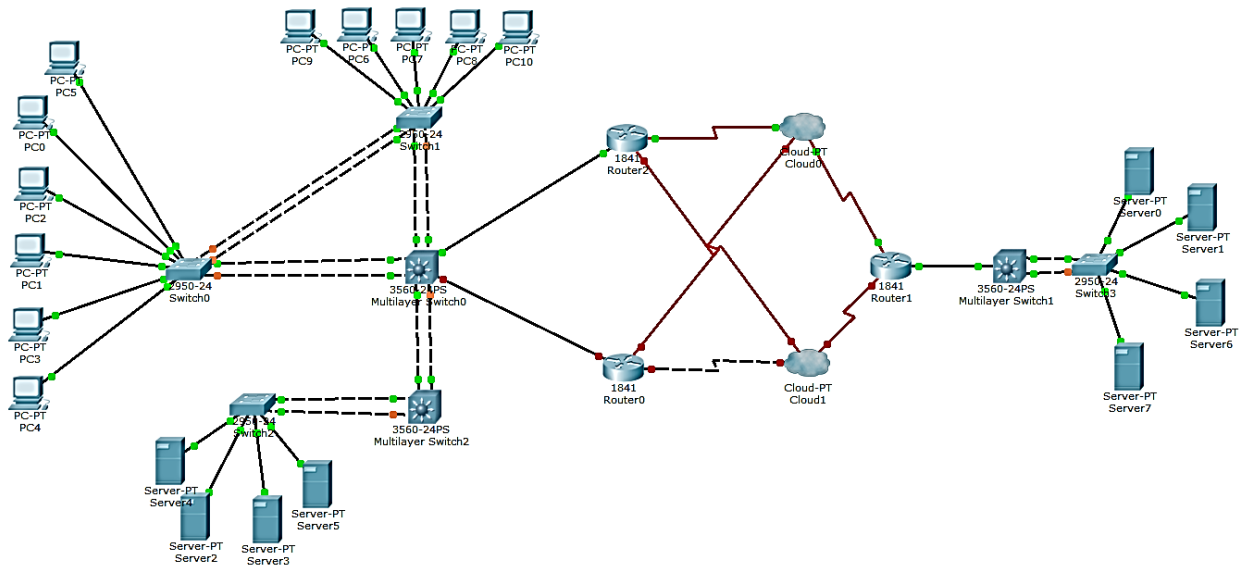 PC-PT
PC9
PC-PT
PC6
PC-PT
PC7
PC-PT
PC8
PC-PT
PC10
PC-PT
PC5
PC-PT
PC0
PC-PT
PC2
PC-PT
PC1
PC-PT
PC3
PC-PT
PC4
2950-24
Switch1
2950-24
Switch0
3560-24PS
Multilayer Switch0
1841
Router2
Cloud-PT
Cloud0
1841
Router1
3560-24PS
Multilayer Switch1
2950-24
Switch3
Server-PT
Server0
Server-PT
Server1
Server-PT
Server6
Server-PT
Server7
1841
Router0
Cloud-PT
Cloud1
2950-24
Switch2
3560-24PS
Multilayer Switch2
Server-PT
Server4
Server-PT
Server5
Server-PT
Server2
Server-PT
Server3